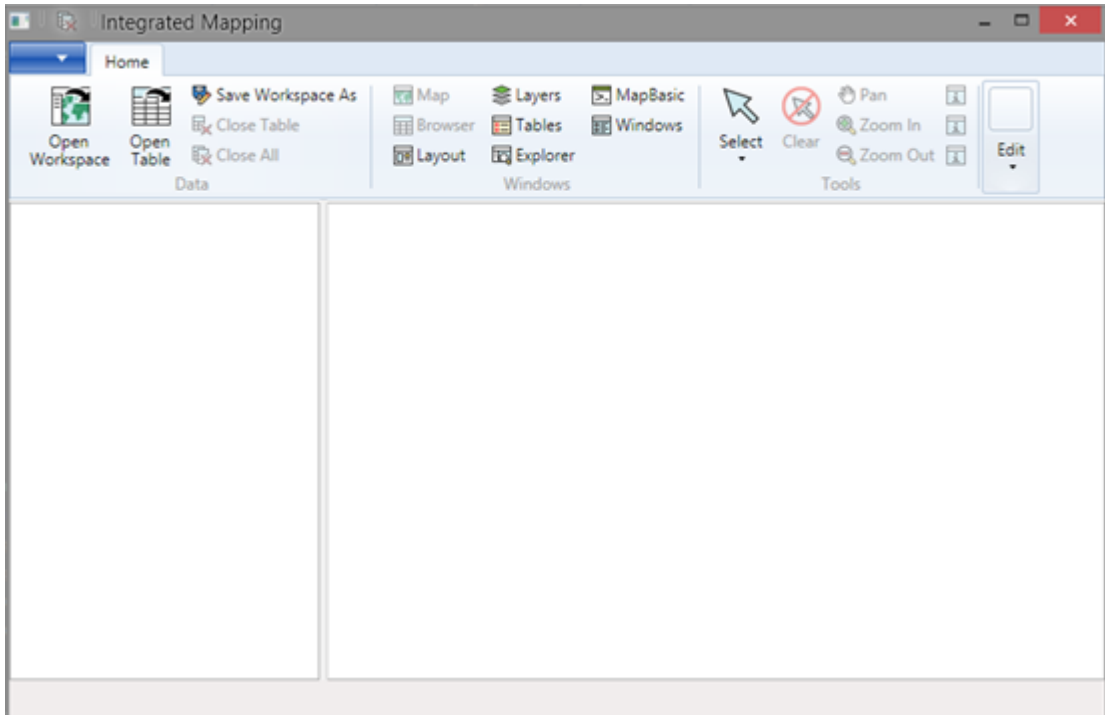 Integrated Mapping
Home
Open Workspace
Open Table
Save Workspace As
Close Table
Close All
Data
Map
Browser
Layout
Layers
Tables
Explorer
MapBasic
Windows
Windows
Select
Clear
Pan
Zoom In
Zoom Out
Tools
Edit